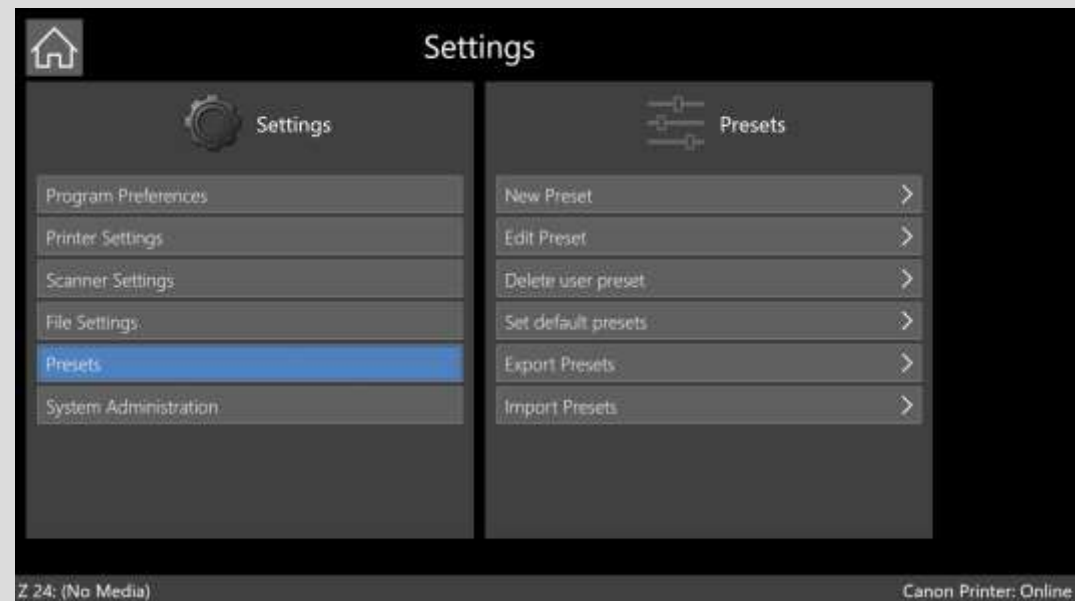 Settings
Settings
Program Preferences
Printer Settings
Scanner Settings
File Settings
Presets
System Administration
Presets
New Preset
Edit Preset
Delete user preset
Set default presets
Export Presets
Import Presets
Z 24: (No Media)
Canon Printer: Online